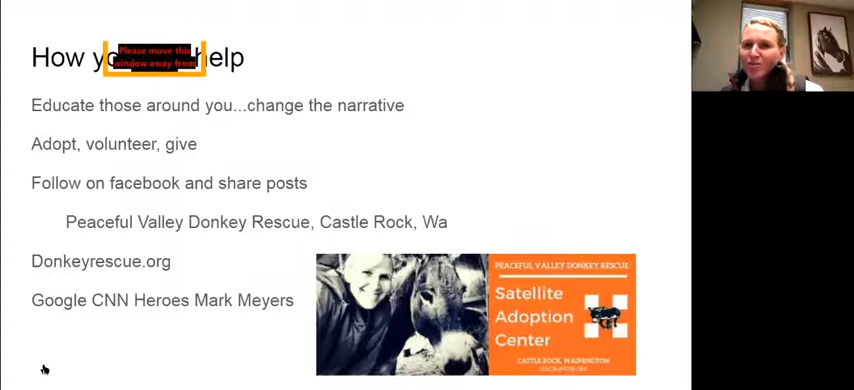 How yo help
Please move this
window away from
Educate those around you...change the narrative
Adopt, volunteer, give
Follow on facebook and share posts
Peaceful Valley Donkey Rescue, Castle Rock, Wa
Donkeyrescue.org
Google CNN Heroes Mark Meyers
PEACEFUL VALLEY DONKEY RESCUE
Satellite
Adoption
Center
CASTLE ROCK, WASHINGTON